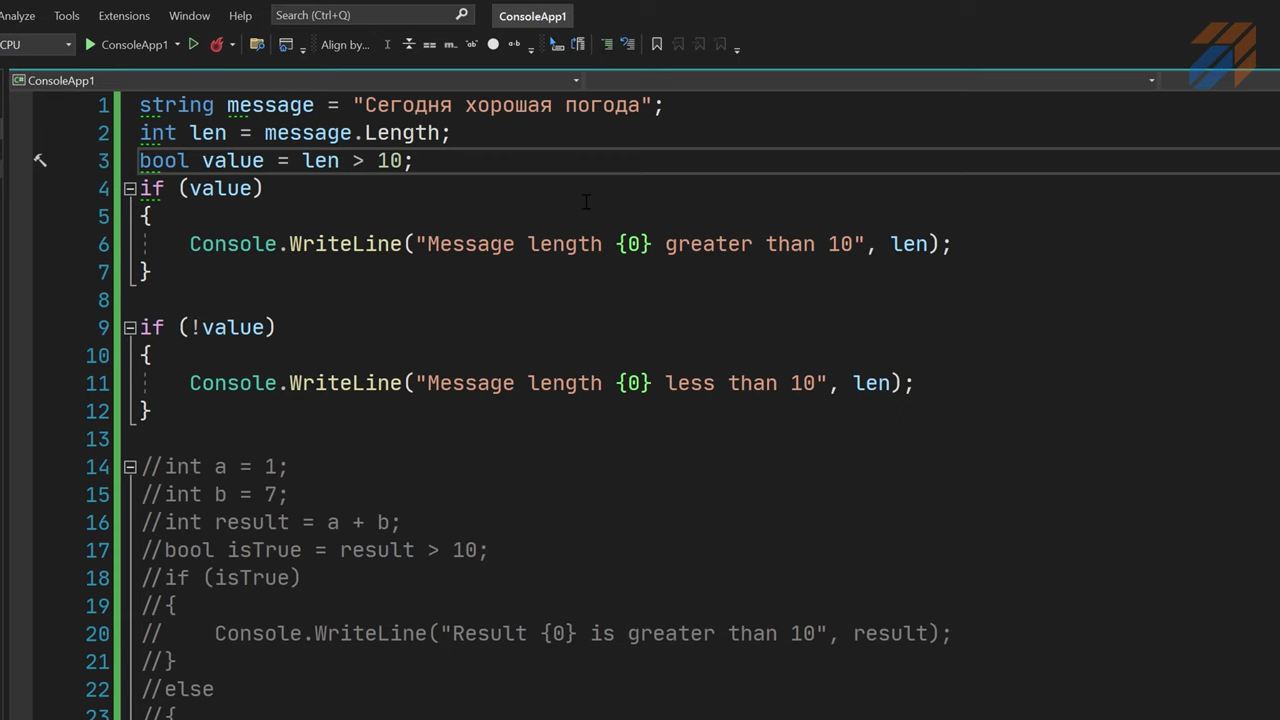 Analyze Tools Extensions Window Help Search (Ctrl+Q) ConsoleApp1
CPU ConsoleApp1 Align by...
ConsoleApp1
1 string message = "Сегодня хорошая погода";
2 int len = message.Length;
3 bool value = len > 10;
4 if (value)
5 {
6 Console.WriteLine("Message length {0} greater than 10", len);
7 }
8
9 if (!value)
10 {
11 Console.WriteLine("Message length {0} less than 10", len);
12 }
13
14 //int a = 1;
15 //int b = 7;
16 //int result = a + b;
17 //bool isTrue = result > 10;
18 //if (isTrue)
19 //{
20 // Console.WriteLine("Result {0} is greater than 10", result);
21 //}
22 //else
23 //{